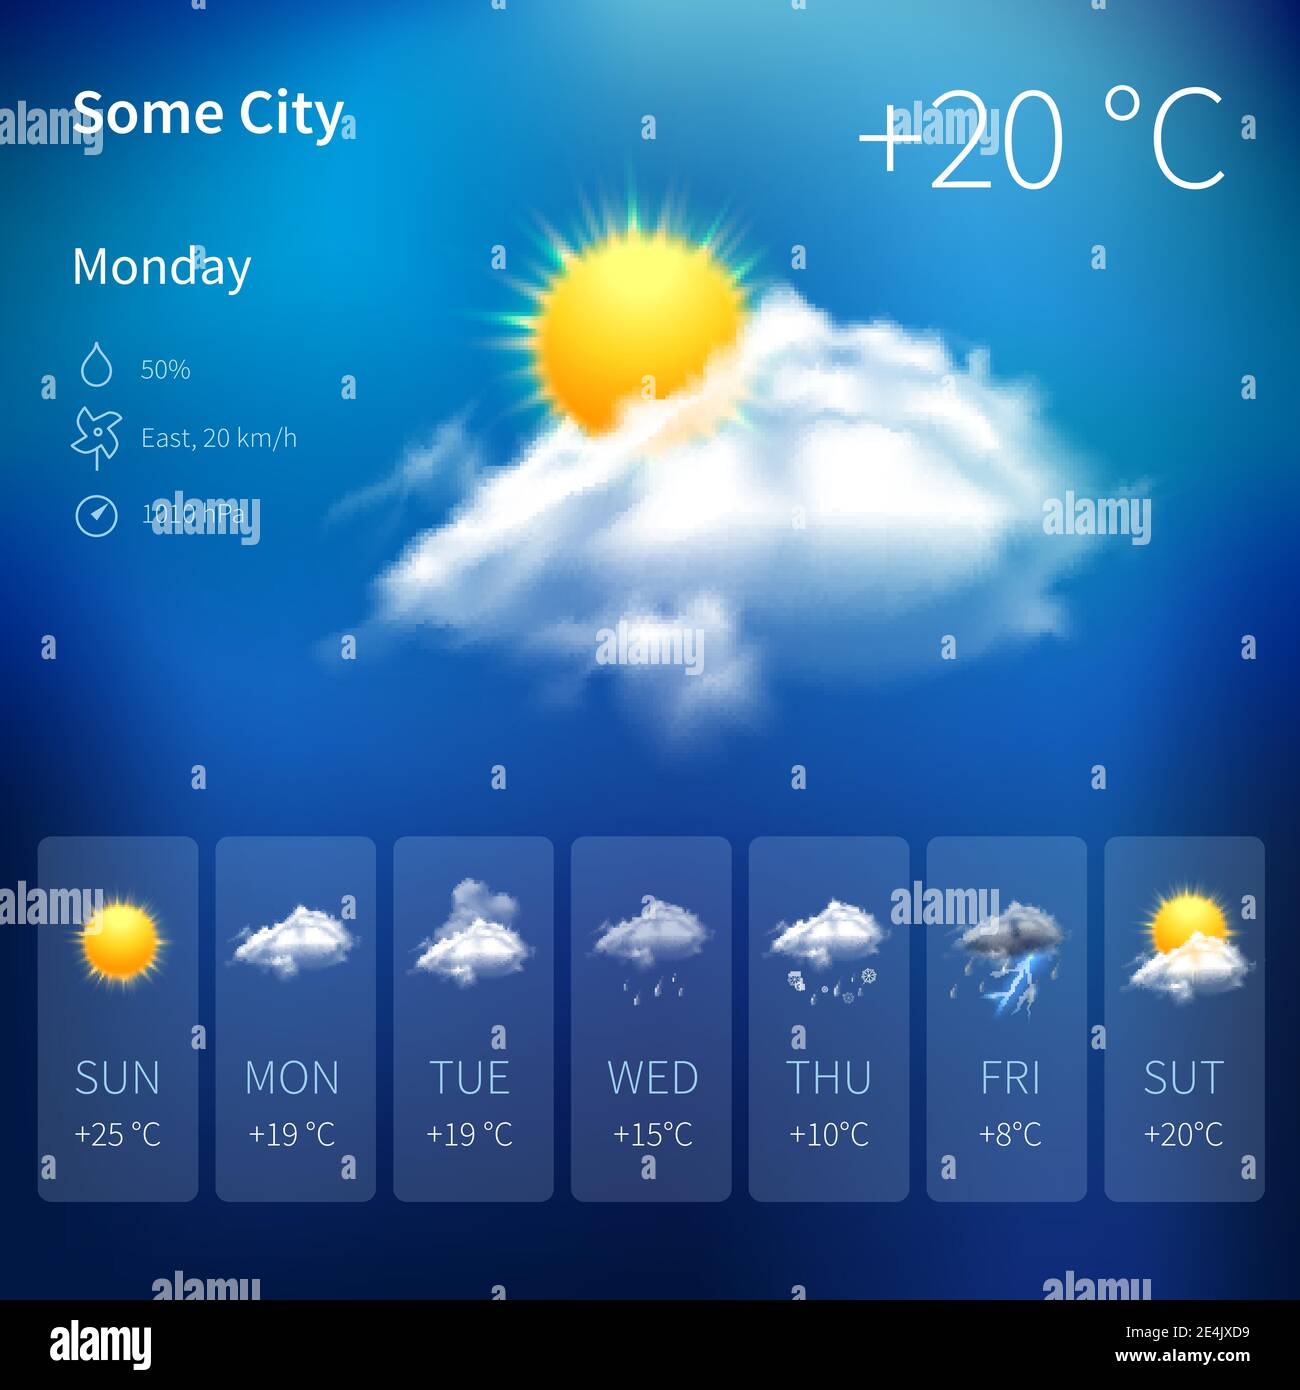 Some City
+20 °C
Monday
50%
East, 20 km/h
1010 hPa
SUN
MON
TUE
WED
THU
FRI
SUT
+25 °C
+19 °C
+19 °C
+15°C
+10°C
+8°C
+20°C
alamy
alamy
Image ID: 2E4JXD9
www.alamy.com